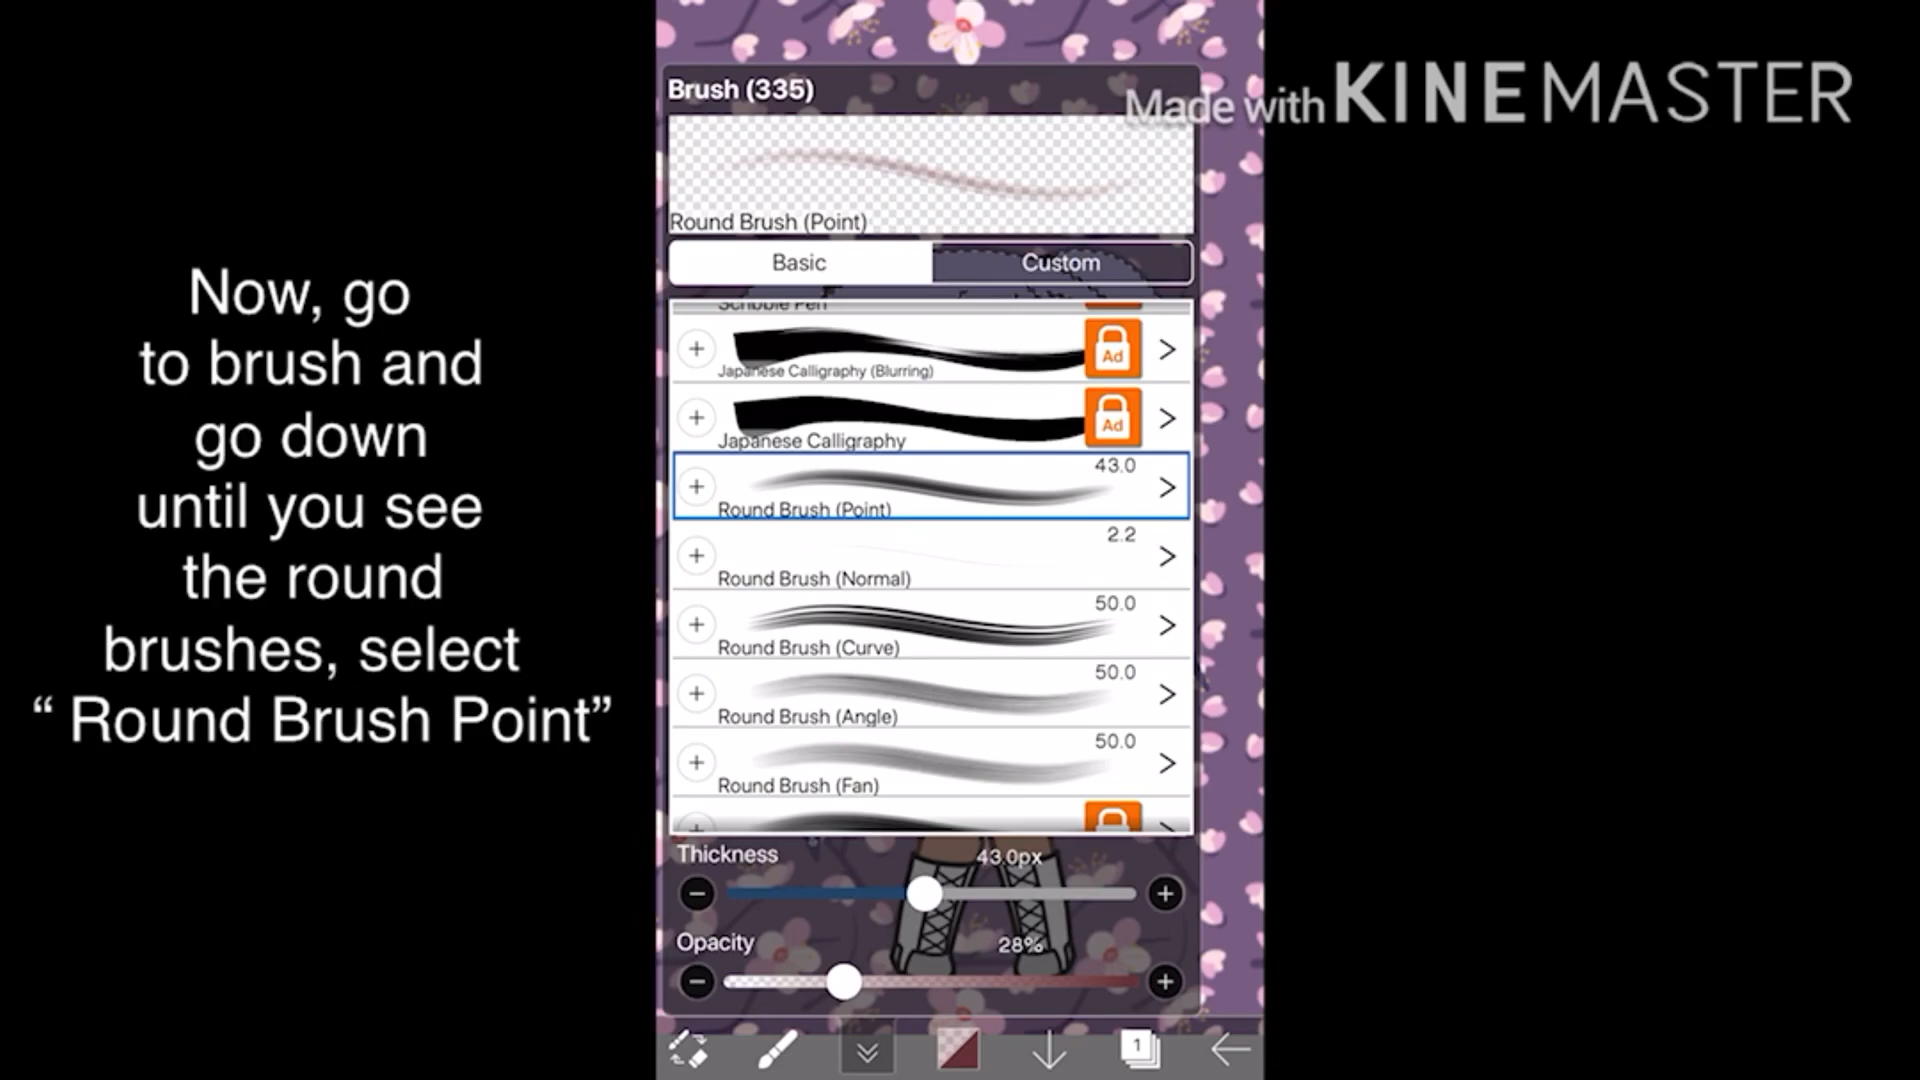 Now, go
to brush and
go down
until you see
the round
brushes, select
“ Round Brush Point”
Made with KINEMASTER
Brush (335)
Round Brush (Point)
Basic Custom
Scribble Pen
Ad
Japanese Calligraphy (Blurring)
Ad
Japanese Calligraphy
43.0
Round Brush (Point)
2.2
Round Brush (Normal)
50.0
Round Brush (Curve)
50.0
Round Brush (Angle)
50.0
Round Brush (Fan)
Thickness 43.0px
Opacity 28%
1